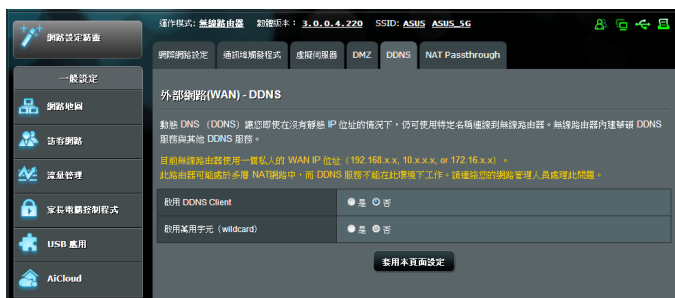 運作模式: 無線路由器 韌體版本: 3.0.0.4.220 SSID: ASUS ASUS_5G
網路設定精靈
網際網路設定 通訊埠觸發程式 虛擬伺服器 DMZ DDNS NAT Passthrough
一般設定
網路地圖
訪客網路
流量管理
家長電腦控制程式
USB 應用
AiCloud
外部網路(WAN) - DDNS
動態 DNS （DDNS）讓您即使在沒有靜態 IP 位址的情況下，仍可使用特定名稱連線到無線路由器。無線路由器內建華碩 DDNS
服務與其他 DDNS 服務。
目前無線路由器使用一個私人的 WAN IP 位址（192.168.x.x, 10.x.x.x, or 172.16.x.x）。
此路由器可能處於多層 NAT網路中，而 DDNS 服務不能在此環境下工作。請連絡您的網路管理人員處理此問題。
啟用 DDNS Client 是 否
啟用萬用字元（wildcard） 是 否
套用本頁面設定